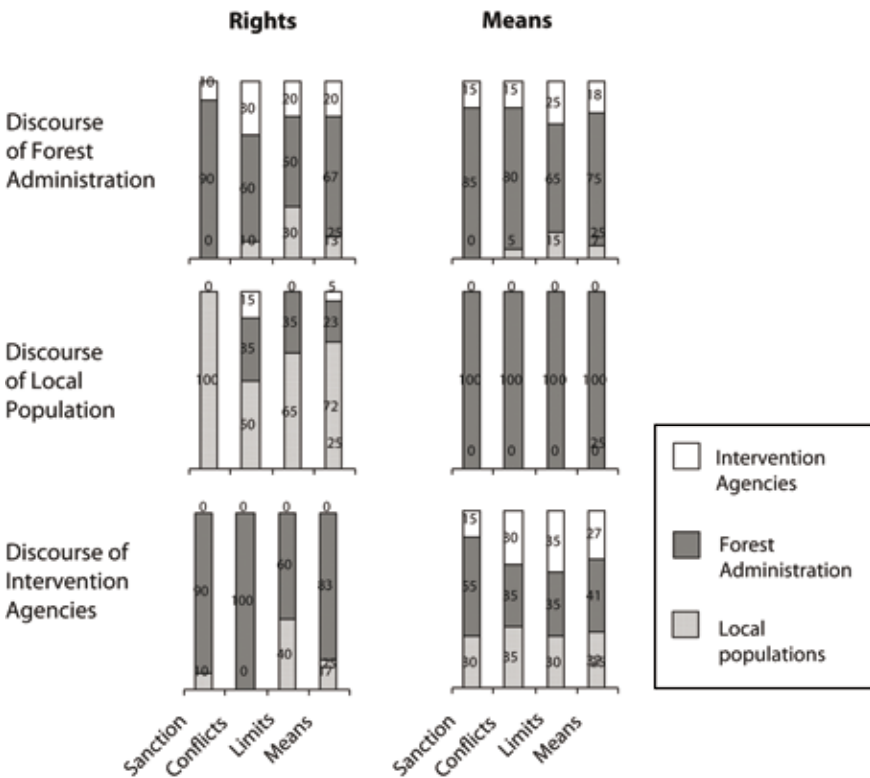 Rights
Means
Discourse
of Forest
Administration
10 30 20 20
90 60 50 67
0 10 30 25
13
15 15 25 18
85 80 65 75
0 5 15 25
7
Discourse
of Local
Population
0 15 0 5
100 35 35 23
50 65 72
25
0 0 0 0
100 100 100 100
0 0 0 25
0
Discourse of
Intervention
Agencies
0 0 0 0
90 100 60 83
10 0 40 25
17
15 30 35 27
55 35 35 41
30 35 30 32
25
Sanction
Conflicts
Limits
Means
Sanction
Conflicts
Limits
Means
Intervention
Agencies
Forest
Administration
Local
populations